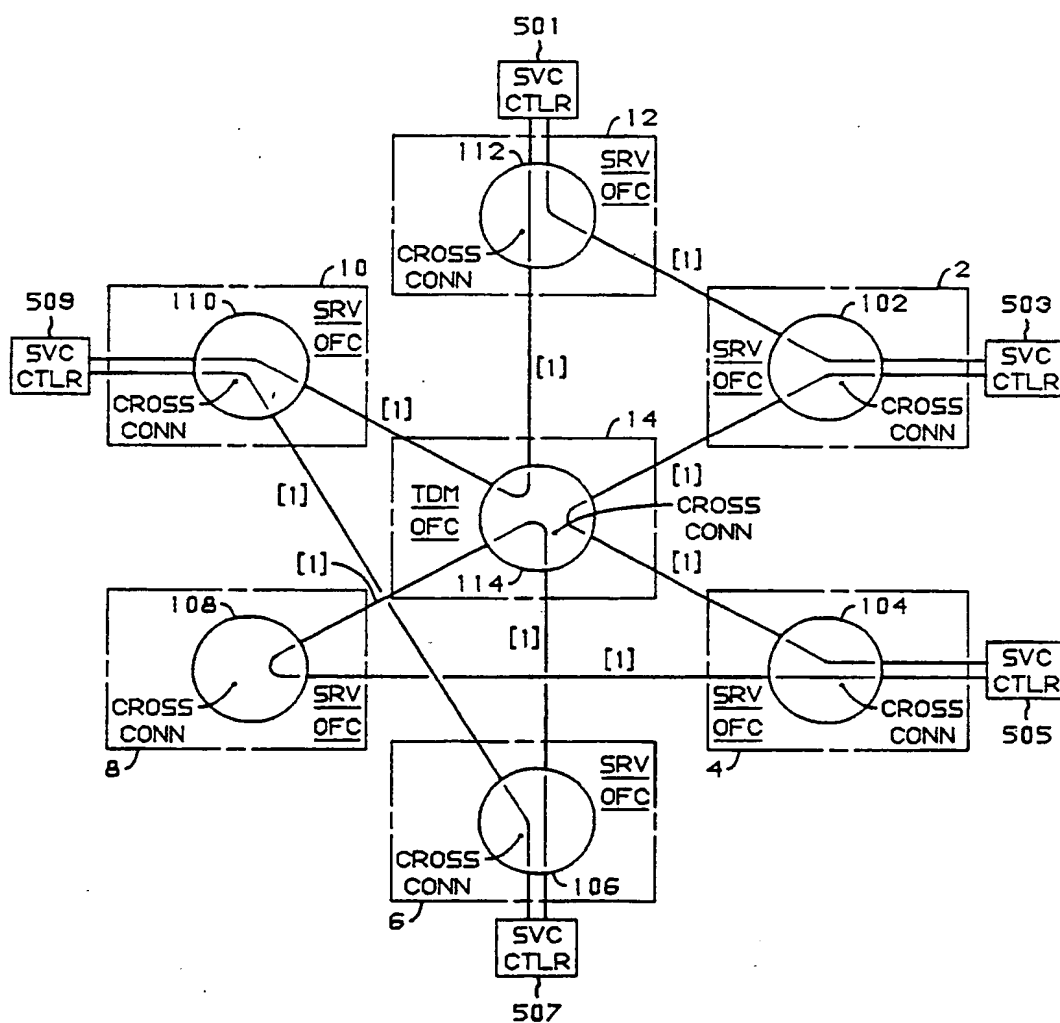 501
SVC
CTLR
12
112
SRV
OFC
CROSS
CONN
[1]
10
110
SRV
OFC
509
SVC
CTLR
CROSS
CONN
[1]
2
102
SRV
OFC
503
SVC
CTLR
CROSS
CONN
[1]
14
TDM
OFC
[1]
CROSS
CONN
114
[1]
[1]
[1]
108
CROSS
CONN
SRV
OFC
8
[1]
[1]
104
SRV
OFC
CROSS
CONN
4
SVC
CTLR
505
SRV
OFC
CROSS
CONN
106
6
SVC
CTLR
507